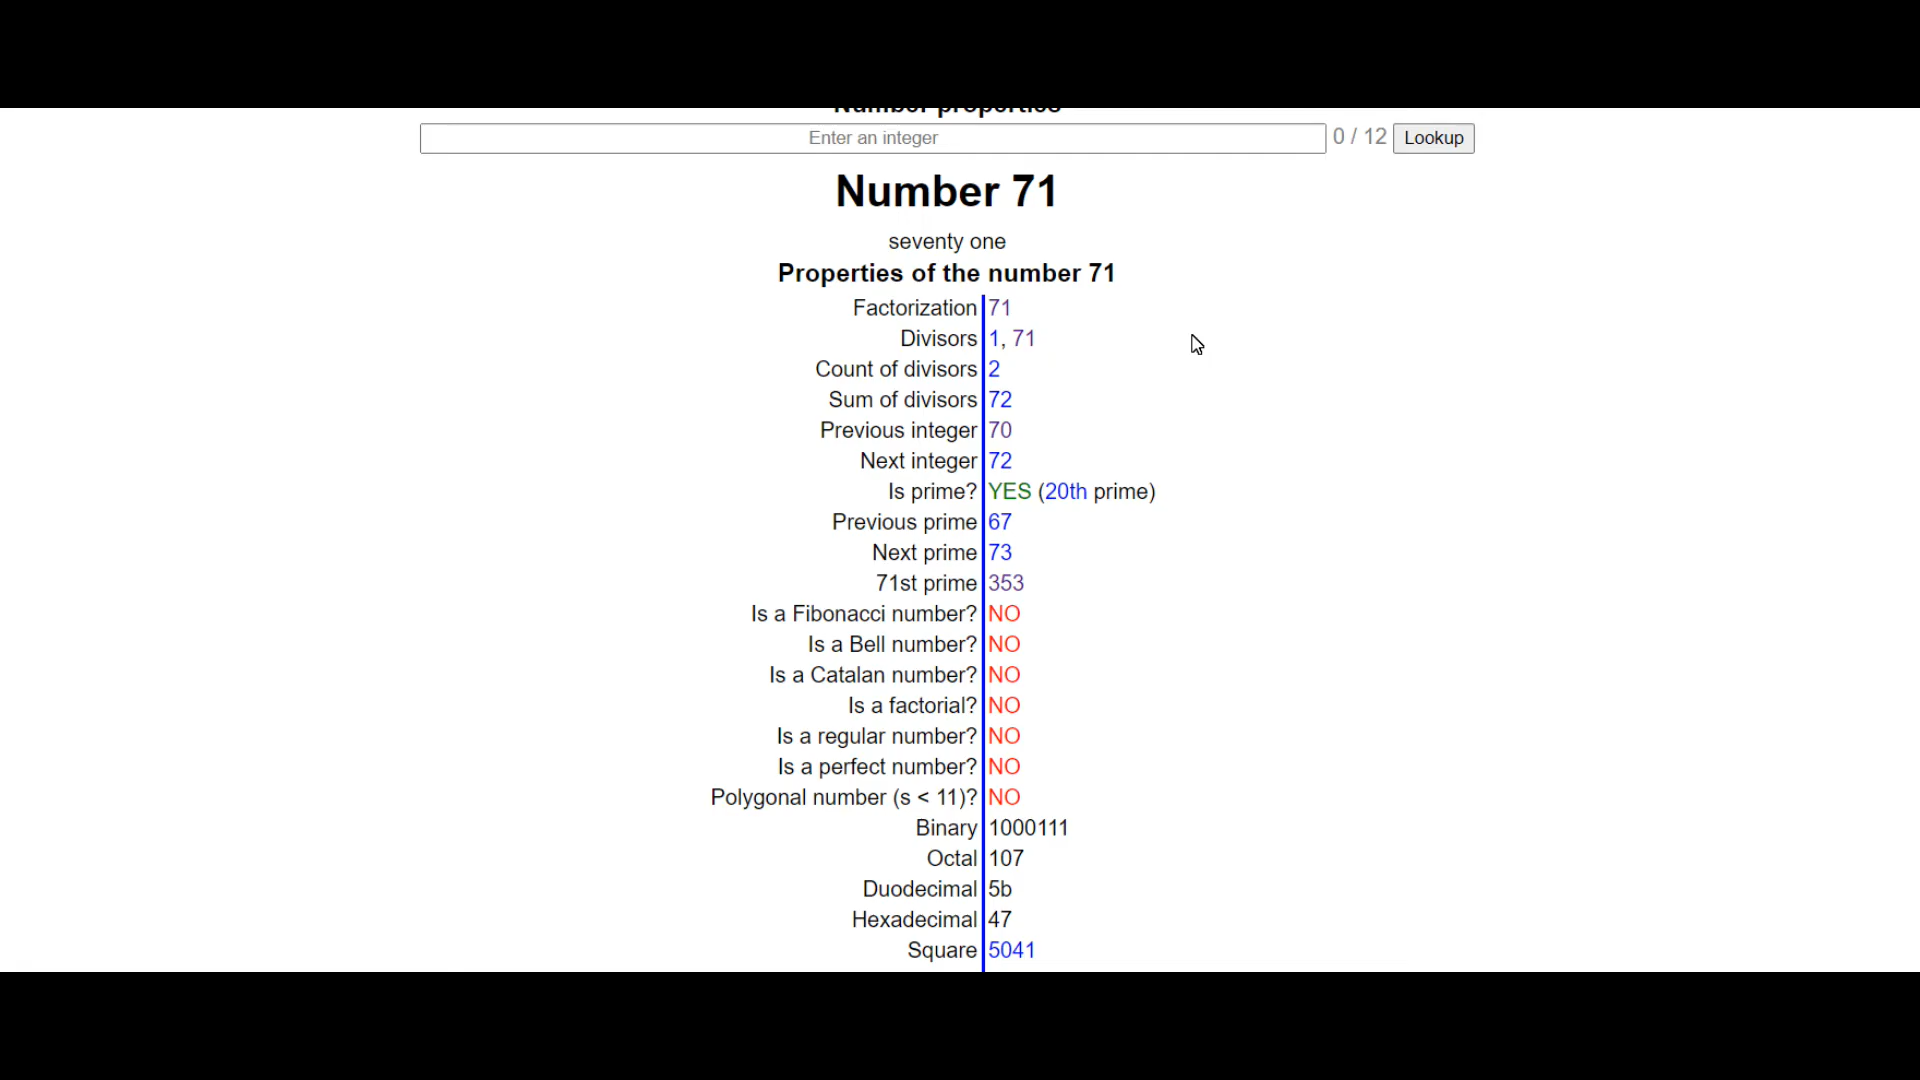 Number properties
Enter an integer 0 / 12 Lookup
Number 71
seventy one
Properties of the number 71
Factorization 71
Divisors 1, 71
Count of divisors 2
Sum of divisors 72
Previous integer 70
Next integer 72
Is prime? YES (20th prime)
Previous prime 67
Next prime 73
71st prime 353
Is a Fibonacci number? NO
Is a Bell number? NO
Is a Catalan number? NO
Is a factorial? NO
Is a regular number? NO
Is a perfect number? NO
Polygonal number (s < 11)? NO
Binary 1000111
Octal 107
Duodecimal 5b
Hexadecimal 47
Square 5041